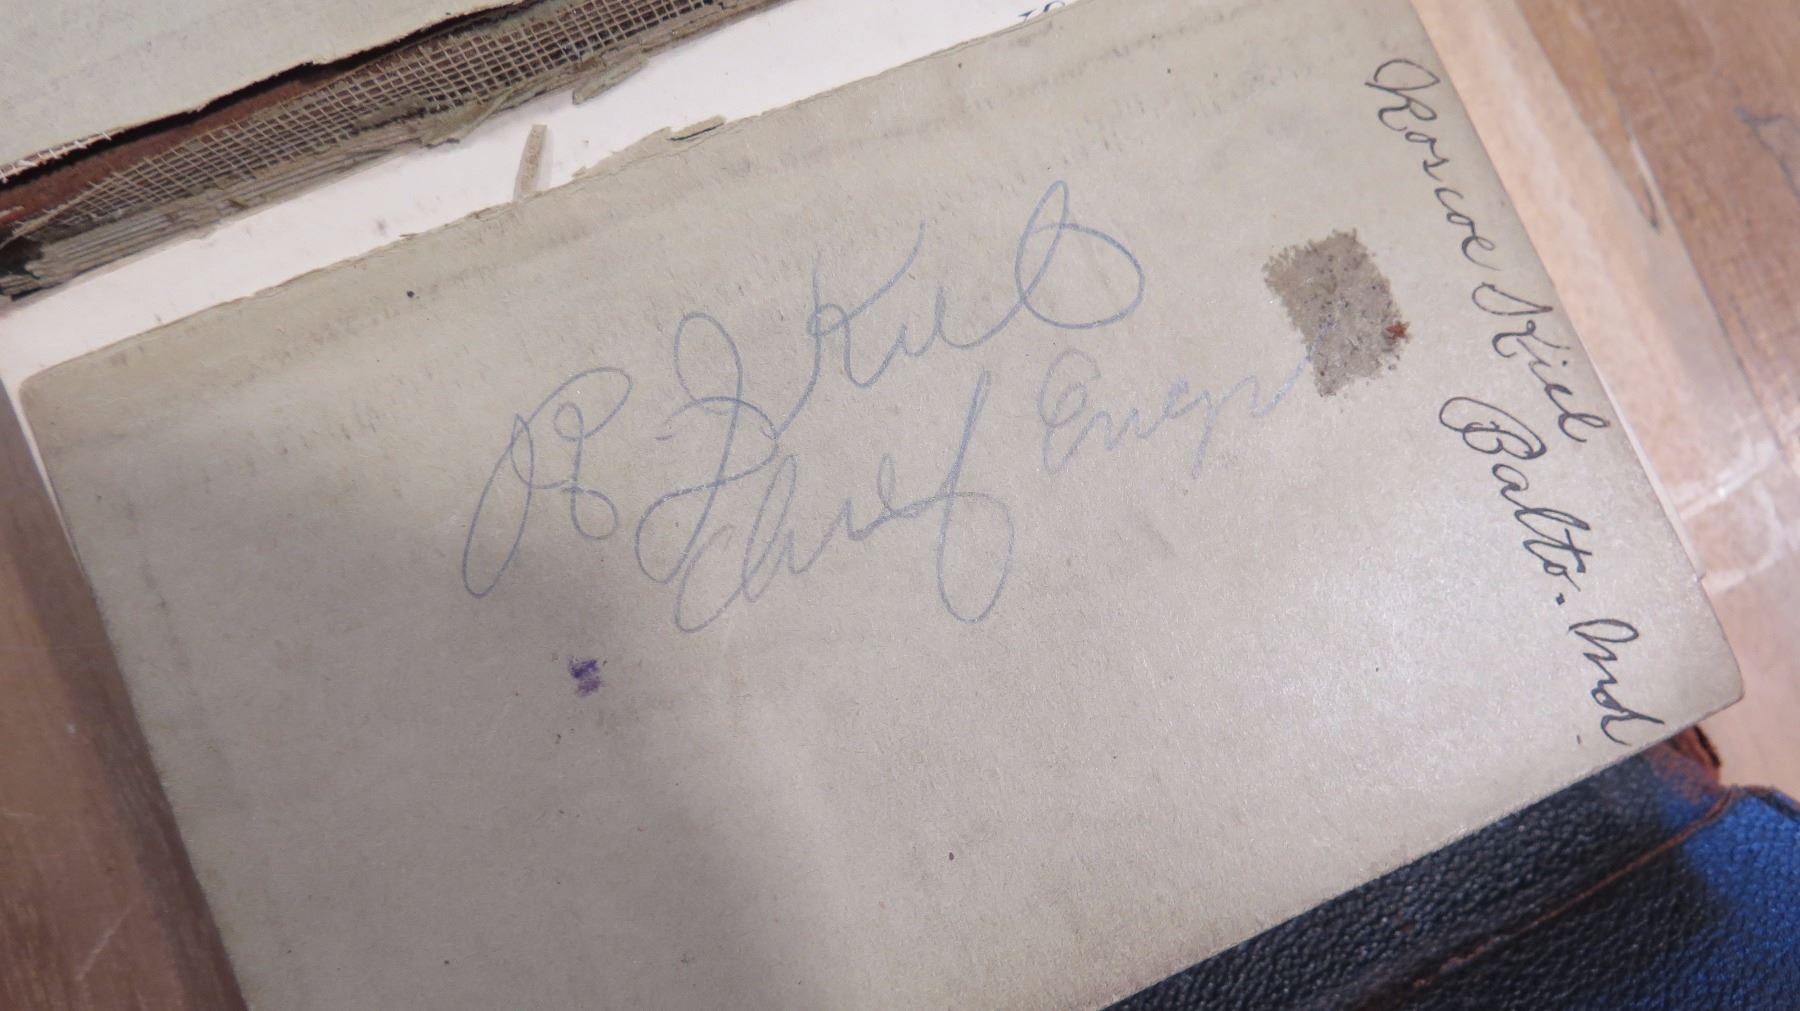 R. J. Kiel
Chief Engr
Roscoe J Kiel
Balto. Md.